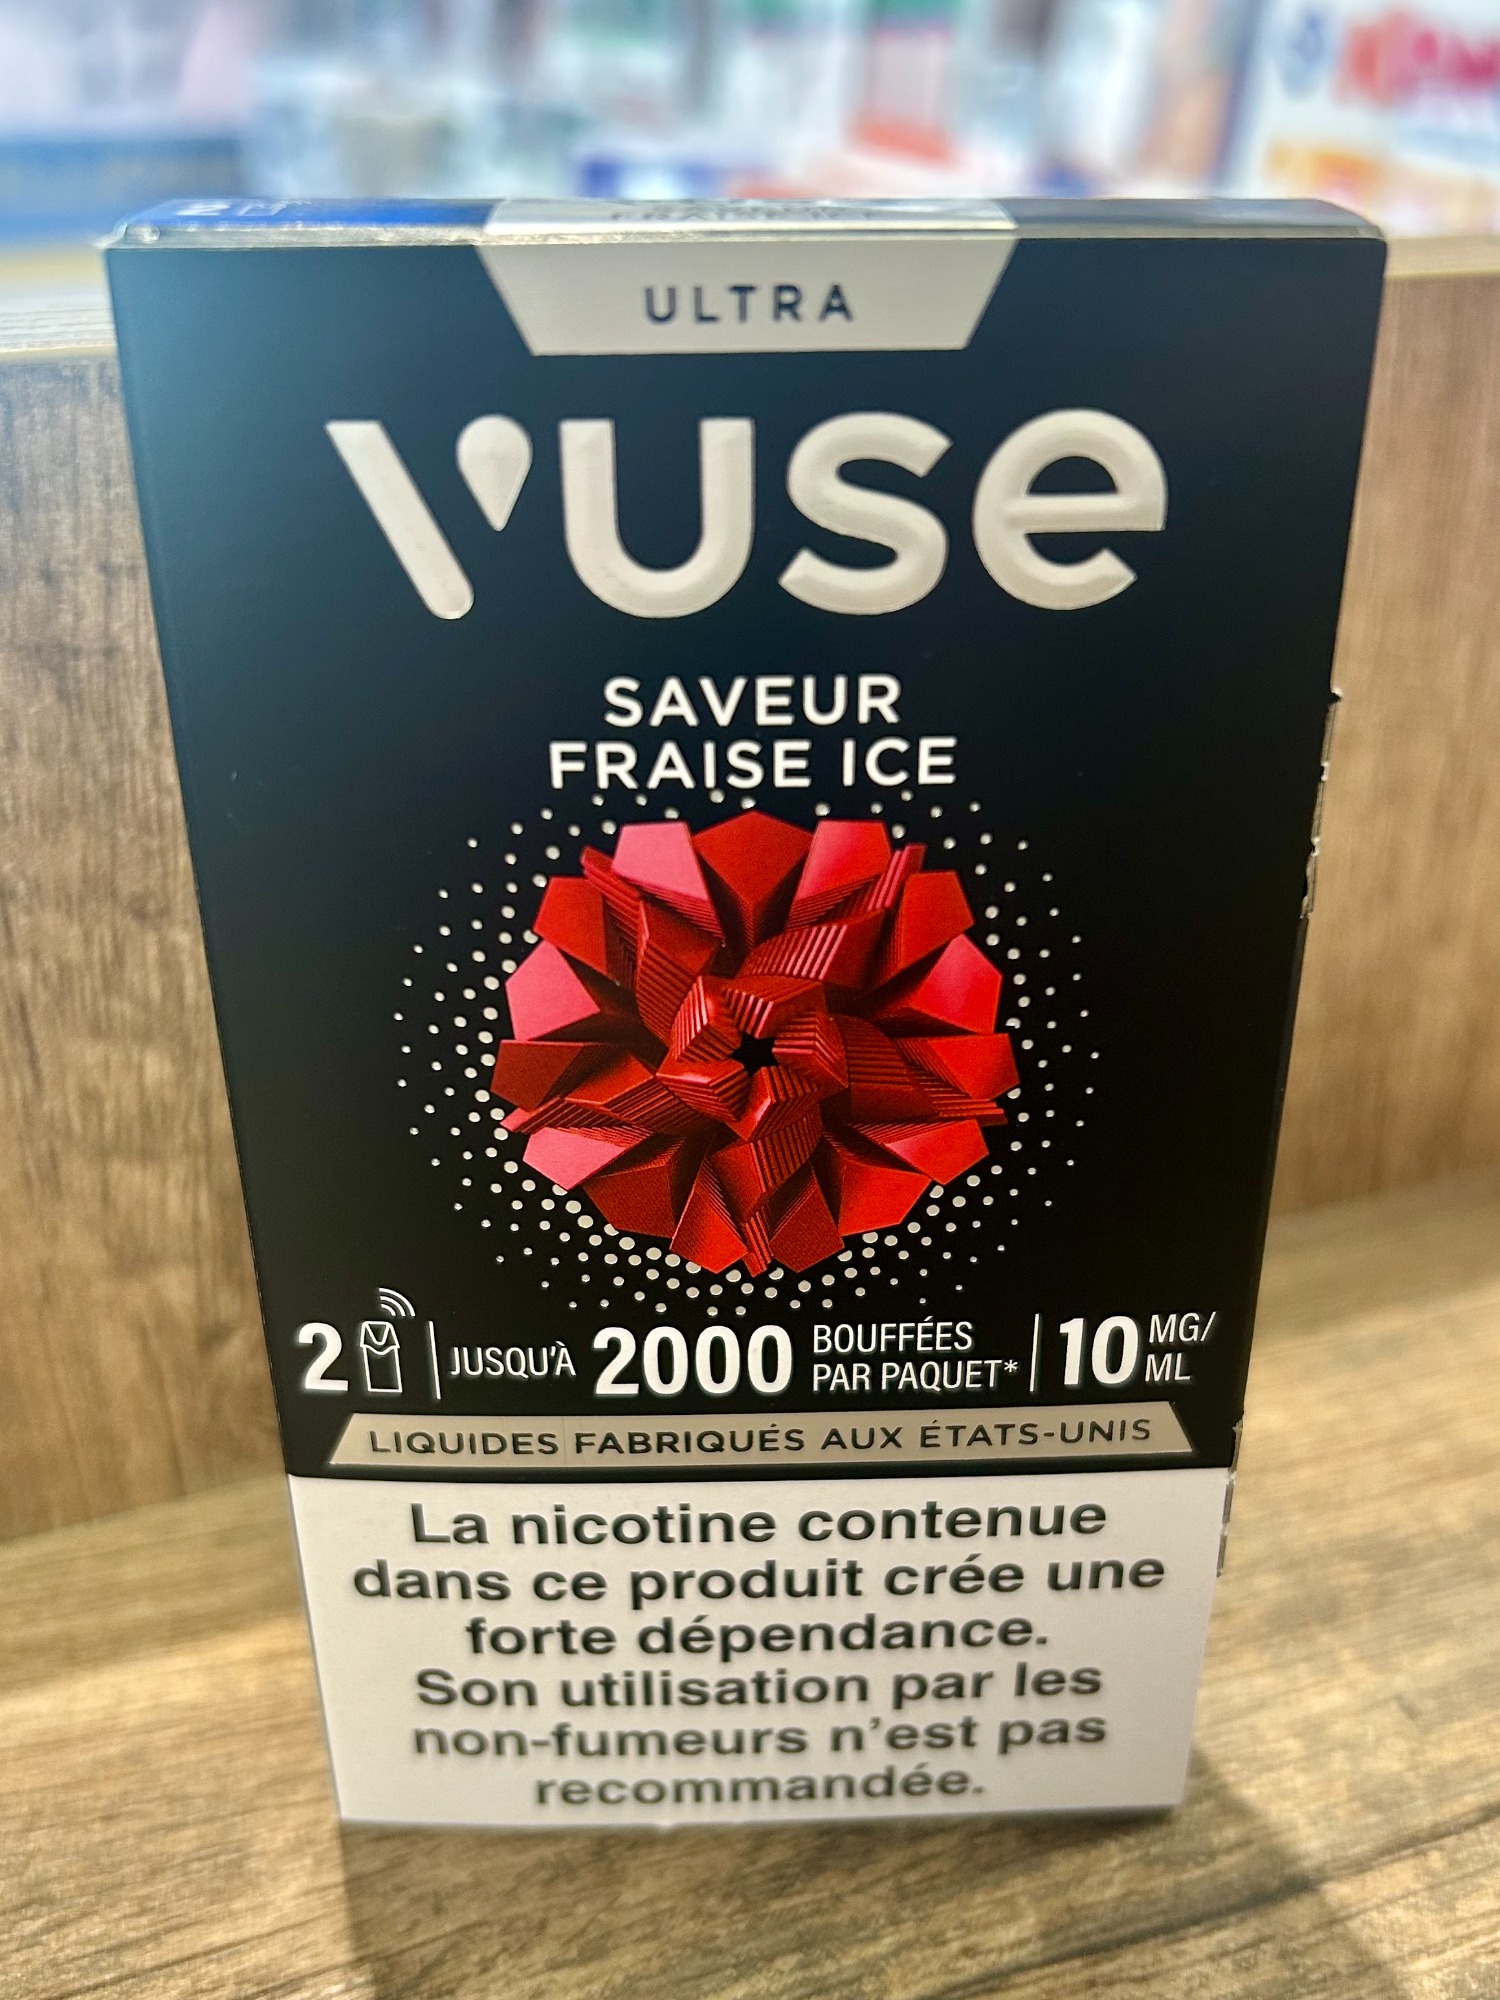 ULTRA
vuse
SAVEUR
FRAISE ICE
2 | JUSQU'À 2000 BOUFFÉES PAR PAQUET* | 10 MG/ML
LIQUIDES FABRIQUÉS AUX ÉTATS-UNIS
La nicotine contenue
dans ce produit crée une
forte dépendance.
Son utilisation par les
non-fumeurs n'est pas
recommandée.